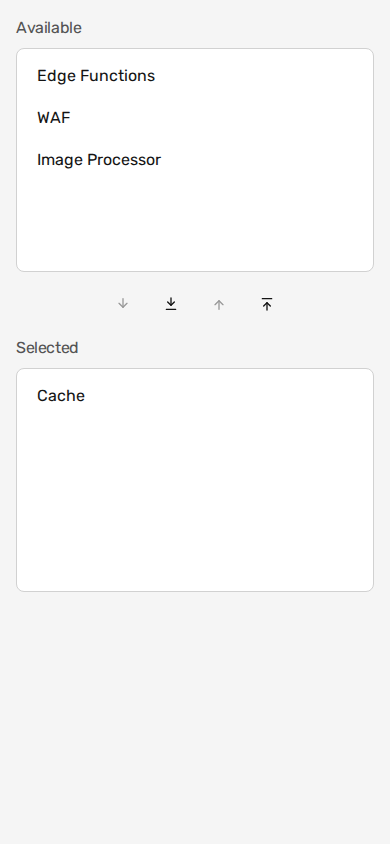 Available
Edge Functions
WAF
Image Processor
Selected
Cache